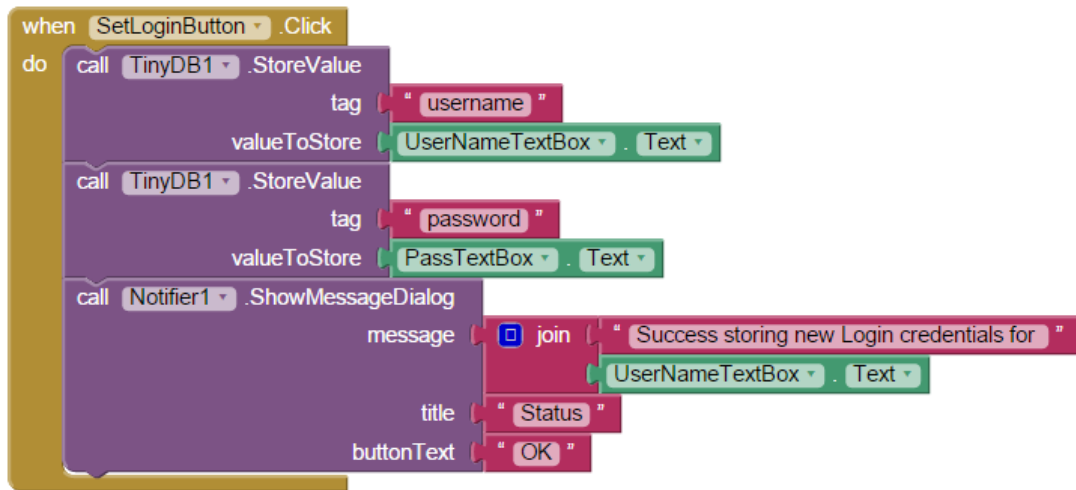 when SetLoginButton .Click
do call TinyDB1 .StoreValue
tag " username "
valueToStore UserNameTextBox . Text
call TinyDB1 .StoreValue
tag " password "
valueToStore PassTextBox . Text
call Notifier1 .ShowMessageDialog
message join " Success storing new Login credentials for "
UserNameTextBox . Text
title " Status "
buttonText " OK "